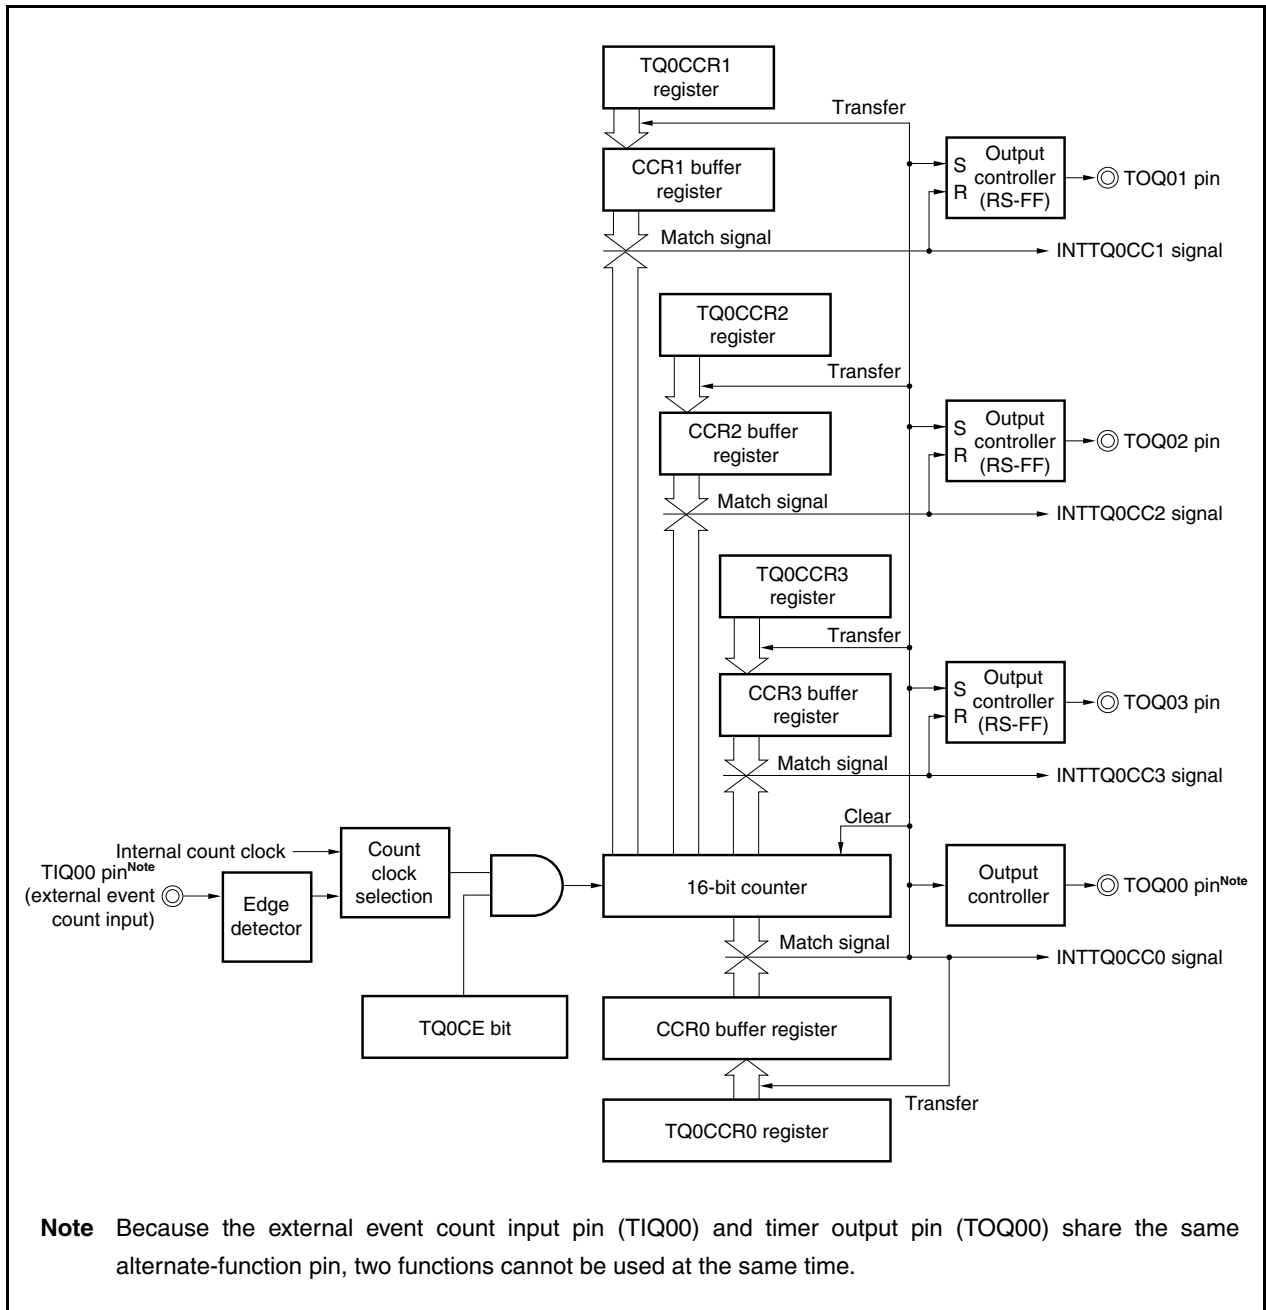 TQ0CCR1
register
Transfer
CCR1 buffer
register
S
R
Output
controller
(RS-FF)
TOQ01 pin
Match signal
INTTQ0CC1 signal
TQ0CCR2
register
Transfer
CCR2 buffer
register
S
R
Output
controller
(RS-FF)
TOQ02 pin
Match signal
INTTQ0CC2 signal
TQ0CCR3
register
Transfer
CCR3 buffer
register
S
R
Output
controller
(RS-FF)
TOQ03 pin
Match signal
INTTQ0CC3 signal
Clear
Internal count clock
TIQ00 pinNote
(external event
count input)
Edge
detector
Count
clock
selection
16-bit counter
Output
controller
TOQ00 pinNote
Match signal
INTTQ0CC0 signal
TQ0CE bit
CCR0 buffer register
Transfer
TQ0CCR0 register
Note Because the external event count input pin (TIQ00) and timer output pin (TOQ00) share the same
alternate-function pin, two functions cannot be used at the same time.